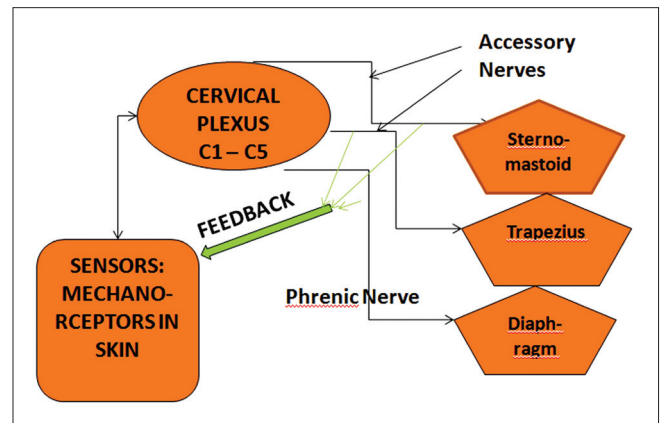 Accessory
Nerves
CERVICAL
PLEXUS
C1 – C5
Sterno-
mastoid
FEEDBACK
Trapezius
SENSORS:
MECHANO-
RCEPTORS IN
SKIN
Phrenic Nerve
Diaph-
ragm